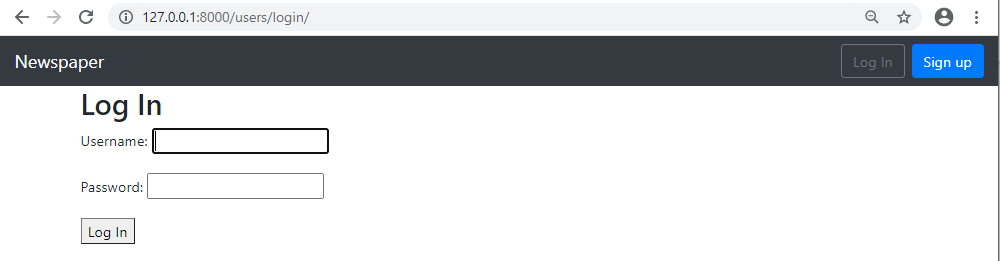 127.0.0.1:8000/users/login/
Newspaper Log In Sign up
Log In
Username:
Password:
Log In